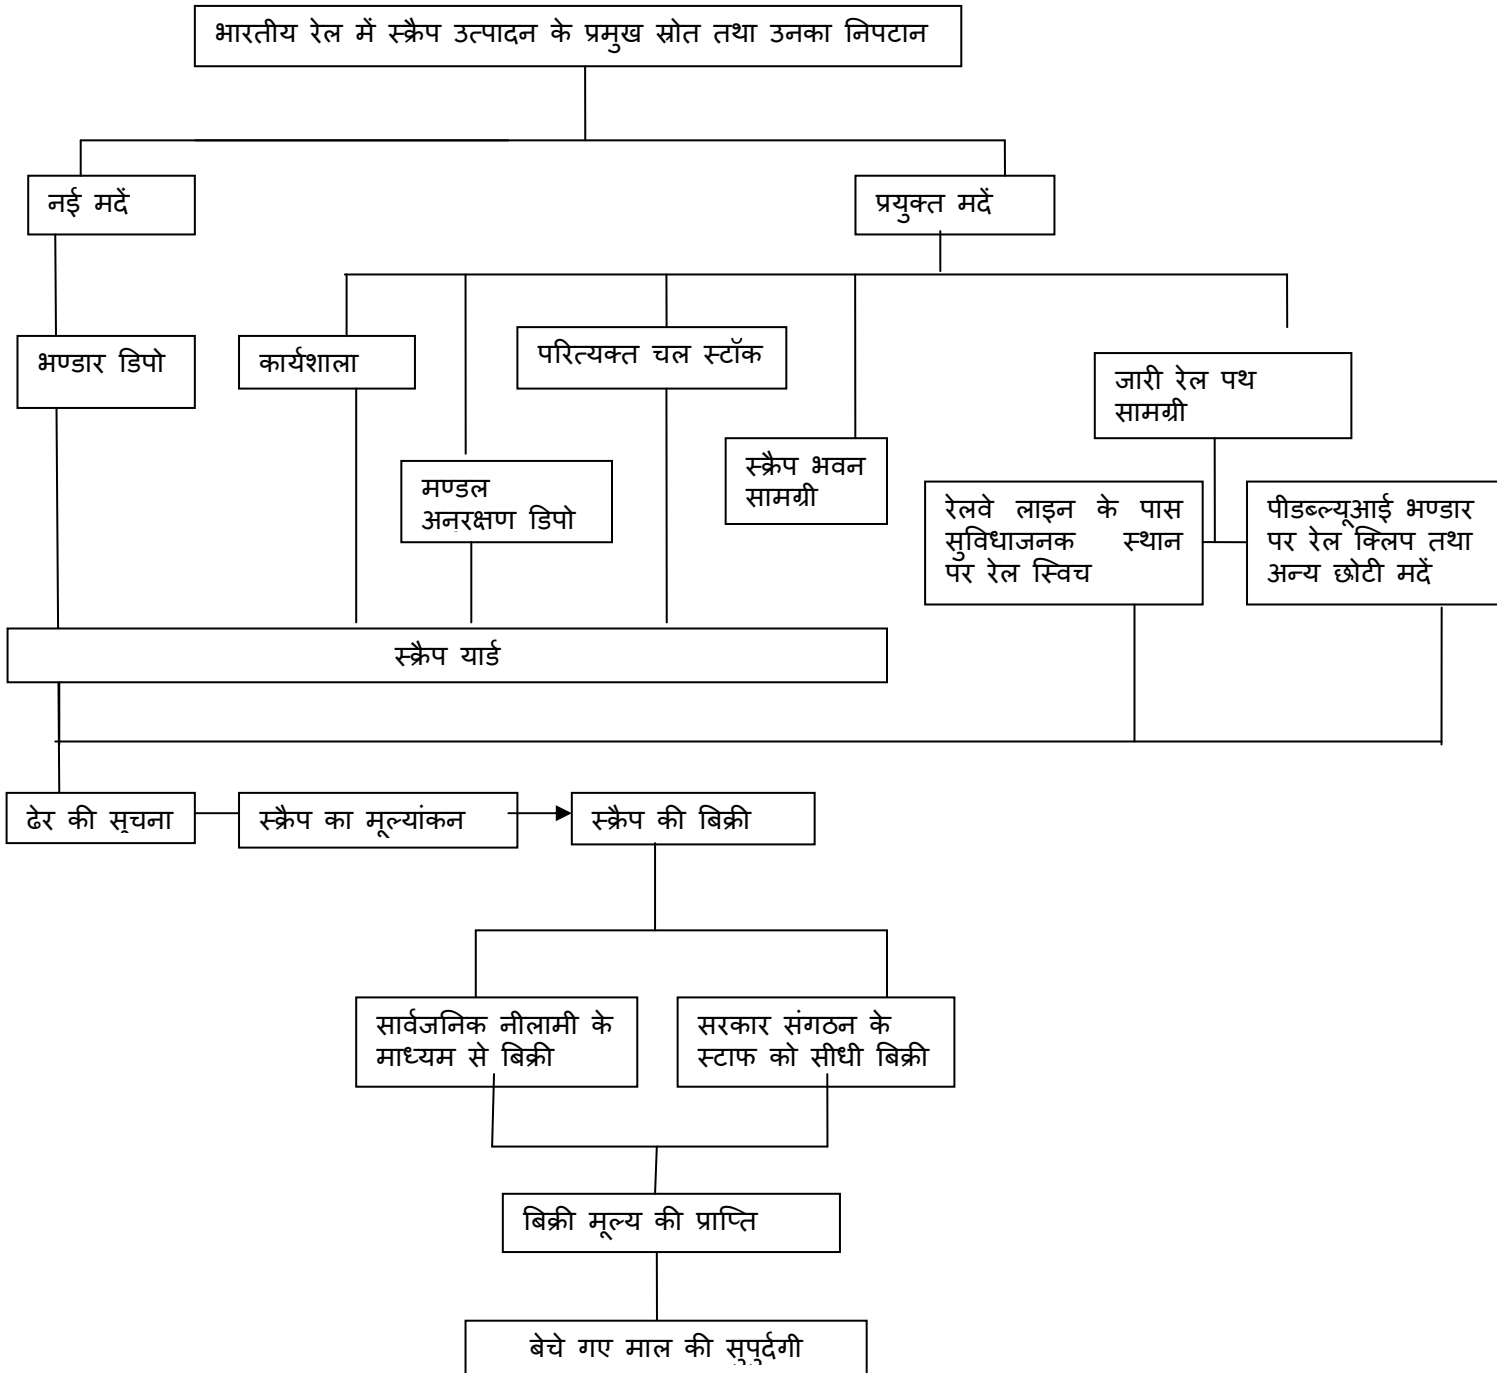 भारतीय रेल में स्क्रैप उत्पादन के प्रमुख स्रोत तथा उनका निपटान
नई मदें
प्रयुक्त मदें
भण्डार डिपो
कार्यशाला
परित्यक्त चल स्टॉक
जारी रेल पथ
सामग्री
मण्डल
अनुरक्षण डिपो
स्क्रैप भवन
सामग्री
रेलवे लाइन के पास
सुविधाजनक स्थान
पर रेल स्विच
पीडब्ल्यूआई भण्डार
पर रेल क्लिप तथा
अन्य छोटी मदें
स्क्रैप यार्ड
ढेर की सूचना
स्क्रैप का मूल्यांकन
स्क्रैप की बिक्री
सार्वजनिक नीलामी के
माध्यम से बिक्री
सरकार संगठन के
स्टाफ को सीधी बिक्री
बिक्री मूल्य की प्राप्ति
बेचे गए माल की सुपुर्दगी